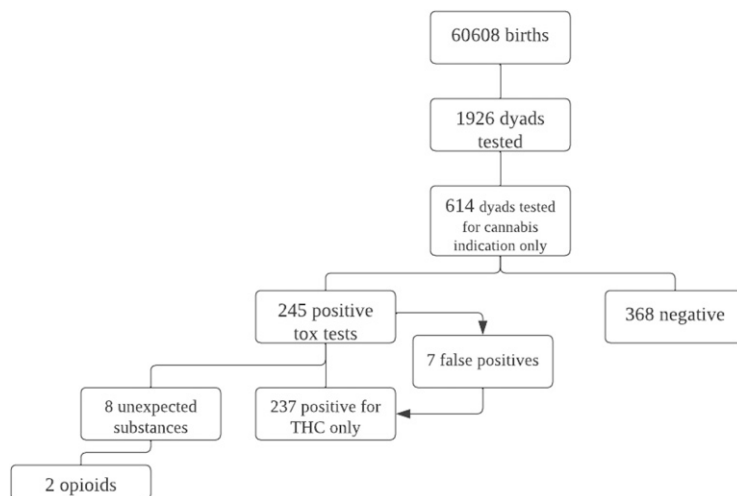 60608 births
1926 dyads
tested
614 dyads tested
for cannabis
indication only
245 positive
tox tests
368 negative
7 false positives
8 unexpected
substances
237 positive for
THC only
2 opioids